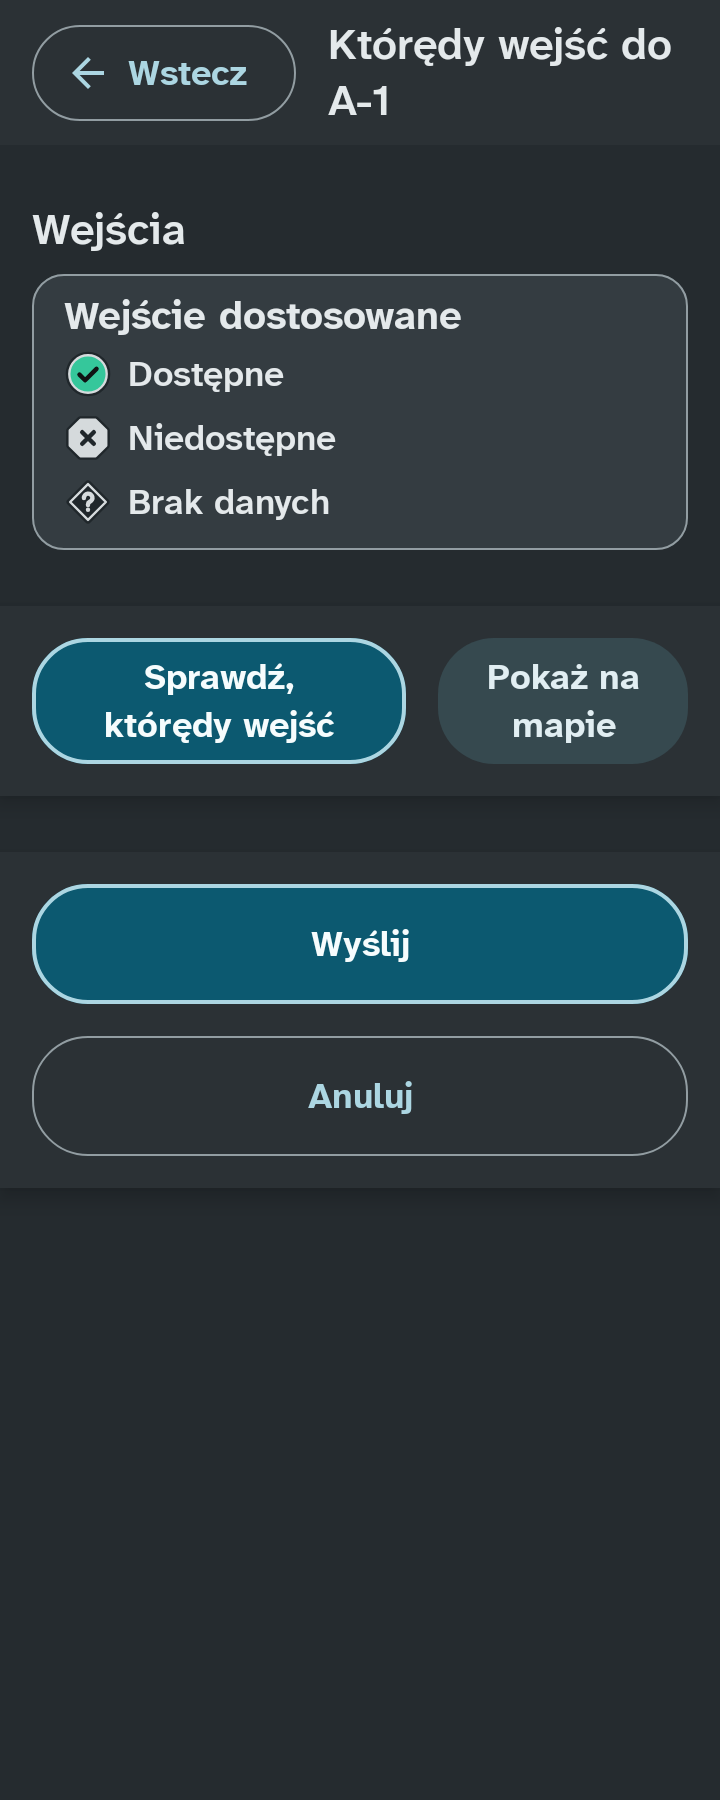 Wstecz
Którędy wejść do
A-1
Wejścia
Wejście dostosowane
Dostępne
Niedostępne
Brak danych
Sprawdź,
którędy wejść
Pokaż na
mapie
Wyślij
Anuluj